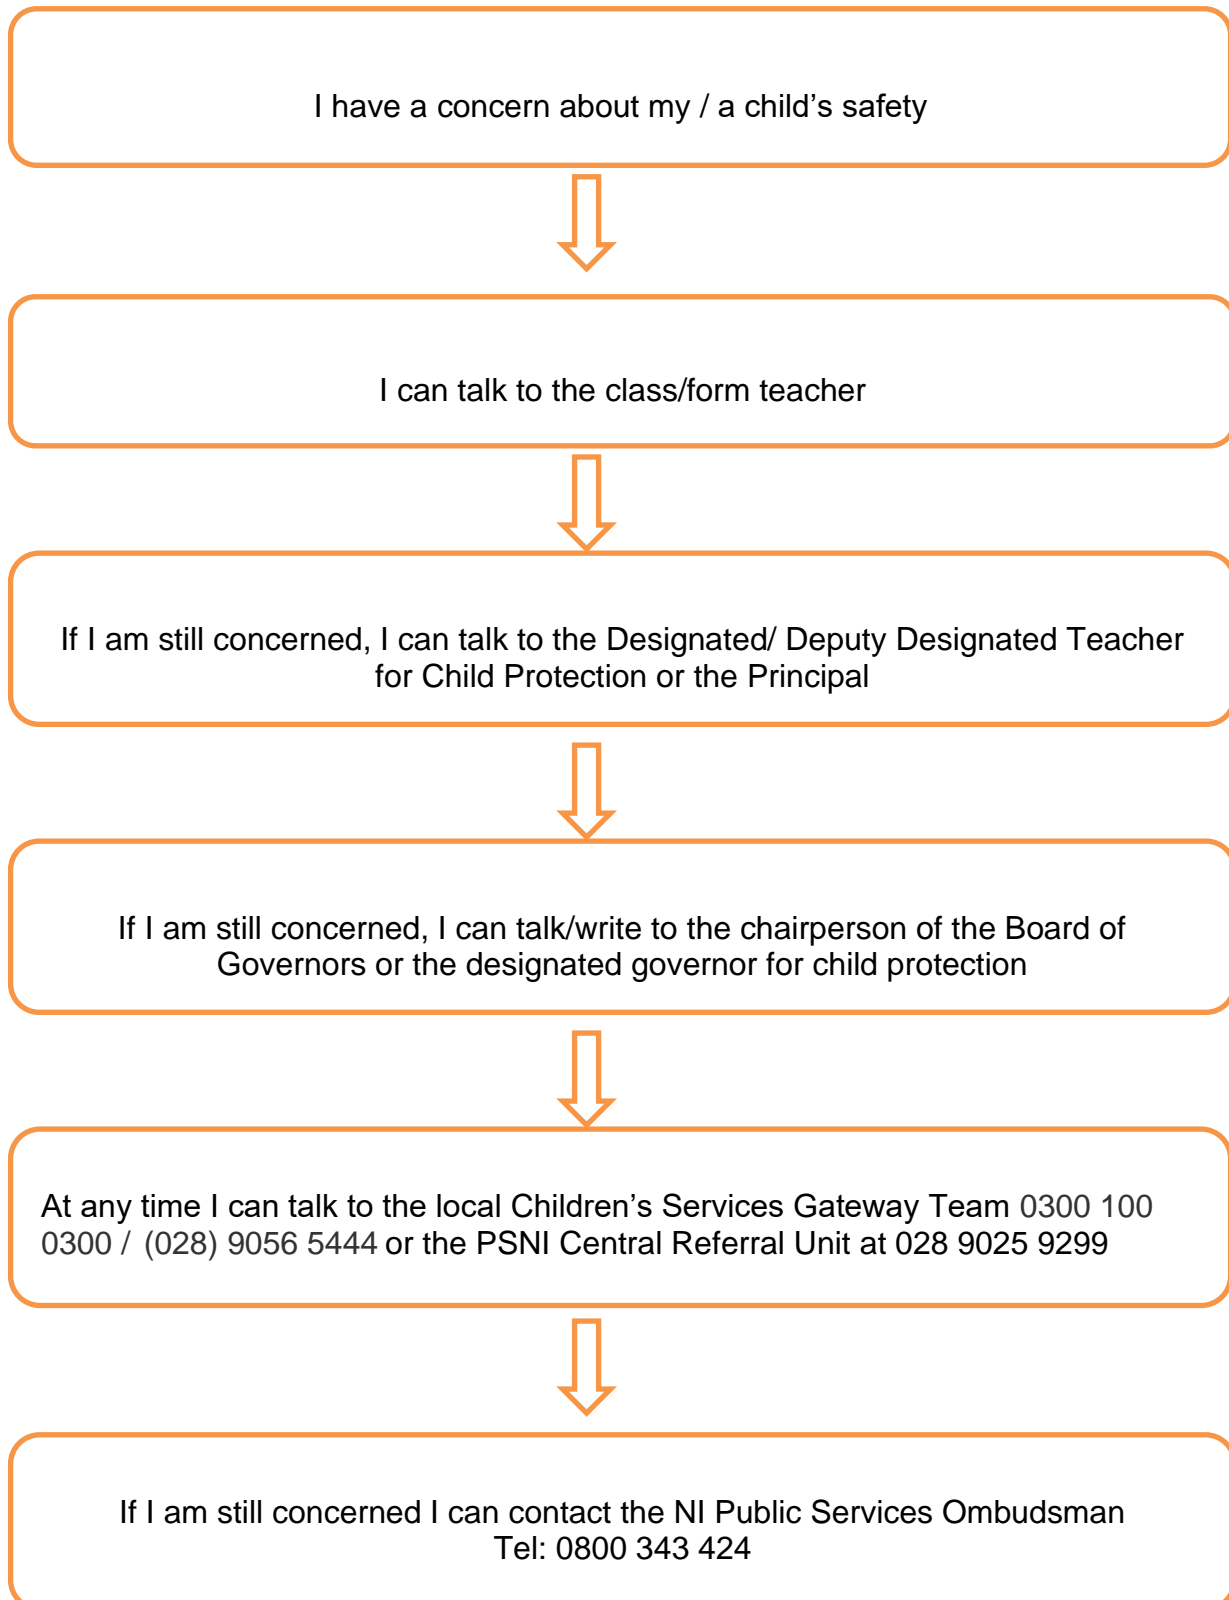 I have a concern about my / a child’s safety
I can talk to the class/form teacher
If I am still concerned, I can talk to the Designated/ Deputy Designated Teacher
for Child Protection or the Principal
If I am still concerned, I can talk/write to the chairperson of the Board of
Governors or the designated governor for child protection
At any time I can talk to the local Children’s Services Gateway Team 0300 100
0300 / (028) 9056 5444 or the PSNI Central Referral Unit at 028 9025 9299
If I am still concerned I can contact the NI Public Services Ombudsman
Tel: 0800 343 424